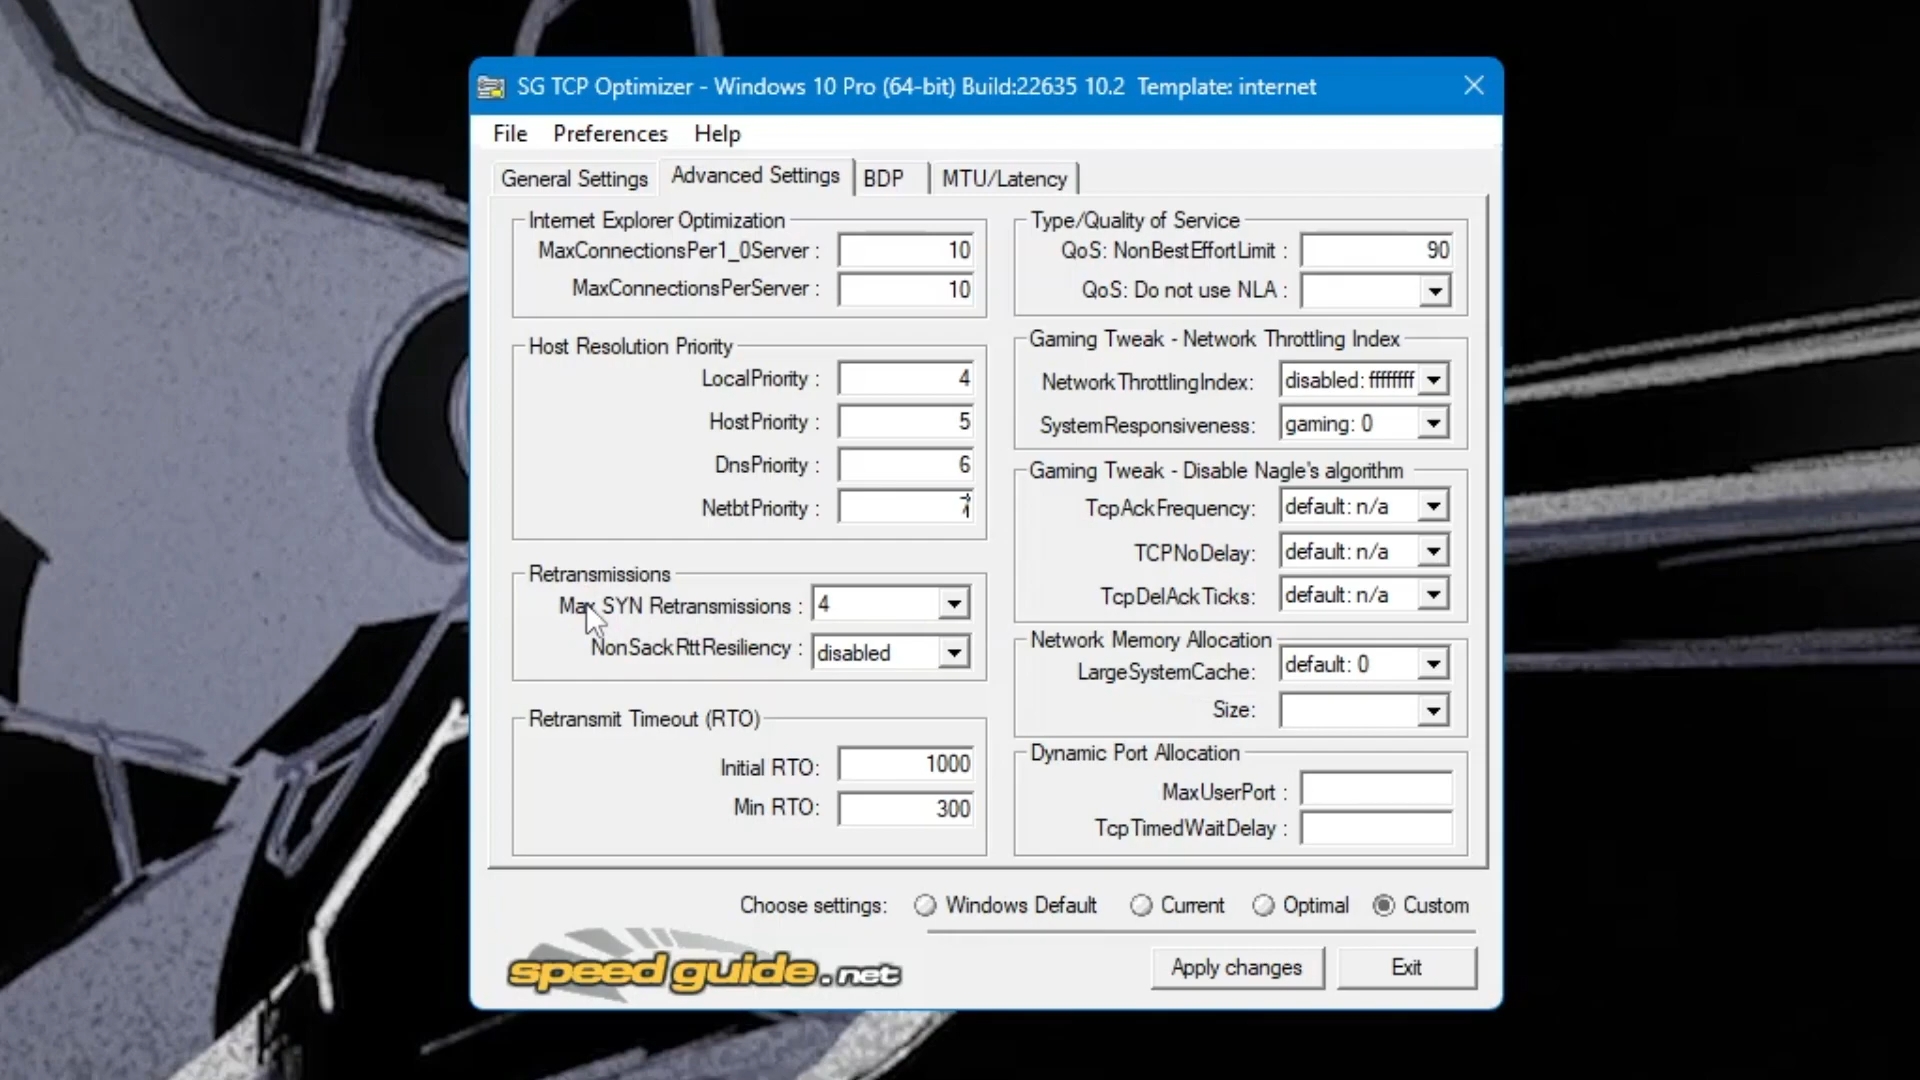 SG TCP Optimizer - Windows 10 Pro (64-bit) Build:22635 10.2 Template: internet
File Preferences Help
General Settings Advanced Settings BDP MTU/Latency
Internet Explorer Optimization
MaxConnectionsPer1_0Server : 10
MaxConnectionsPerServer : 10
Host Resolution Priority
LocalPriority : 4
HostPriority : 5
DnsPriority : 6
NetbtPriority : 7
Retransmissions
Max SYN Retransmissions : 4
NonSackRttResiliency : disabled
Retransmit Timeout (RTO)
Initial RTO: 1000
Min RTO: 300
Type/Quality of Service
QoS: NonBestEffortLimit : 90
QoS: Do not use NLA :
Gaming Tweak - Network Throttling Index
NetworkThrottlingIndex: disabled: ffffffff
SystemResponsiveness: gaming: 0
Gaming Tweak - Disable Nagle's algorithm
TcpAckFrequency: default: n/a
TCPNoDelay: default: n/a
TcpDelAckTicks: default: n/a
Network Memory Allocation
LargeSystemCache: default: 0
Size:
Dynamic Port Allocation
MaxUserPort :
TcpTimedWaitDelay :
Choose settings: Windows Default Current Optimal Custom
speedguide.net
Apply changes Exit